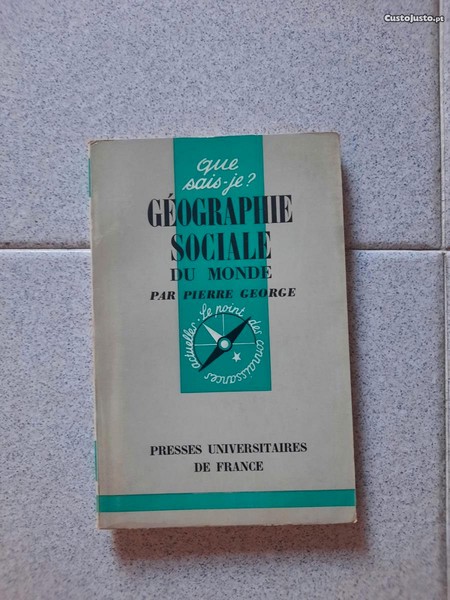 CustoJusto.pt
que
sais-je?
GÉOGRAPHIE
SOCIALE
DU MONDE
PAR PIERRE GEORGE
Le point des connaissances actuelles
PRESSES UNIVERSITAIRES
DE FRANCE